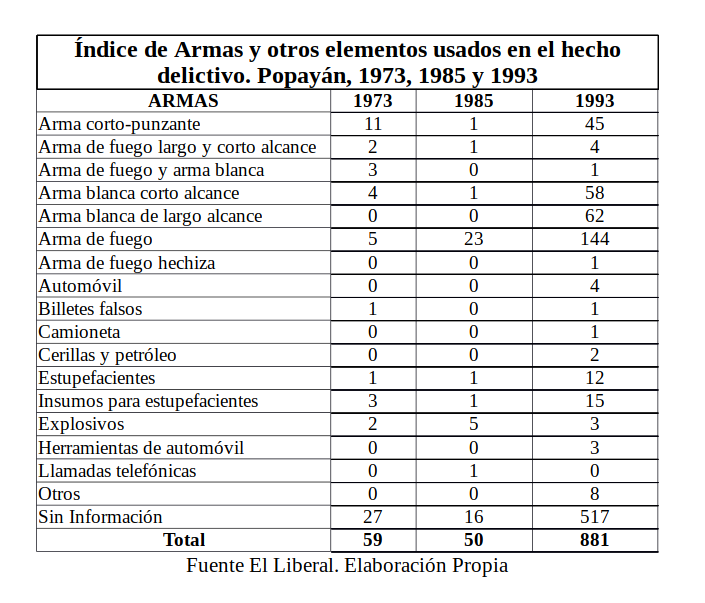 Índice de Armas y otros elementos usados en el hecho
delictivo. Popayán, 1973, 1985 y 1993
ARMAS 1973 1985 1993
Arma corto-punzante 11 1 45
Arma de fuego largo y corto alcance 2 1 4
Arma de fuego y arma blanca 3 0 1
Arma blanca corto alcance 4 1 58
Arma blanca de largo alcance 0 0 62
Arma de fuego 5 23 144
Arma de fuego hechiza 0 0 1
Automóvil 0 0 4
Billetes falsos 1 0 1
Camioneta 0 0 1
Cerillas y petróleo 0 0 2
Estupefacientes 1 1 12
Insumos para estupefacientes 3 1 15
Explosivos 2 5 3
Herramientas de automóvil 0 0 3
Llamadas telefónicas 0 1 0
Otros 0 0 8
Sin Información 27 16 517
Total 59 50 881
Fuente El Liberal. Elaboración Propia